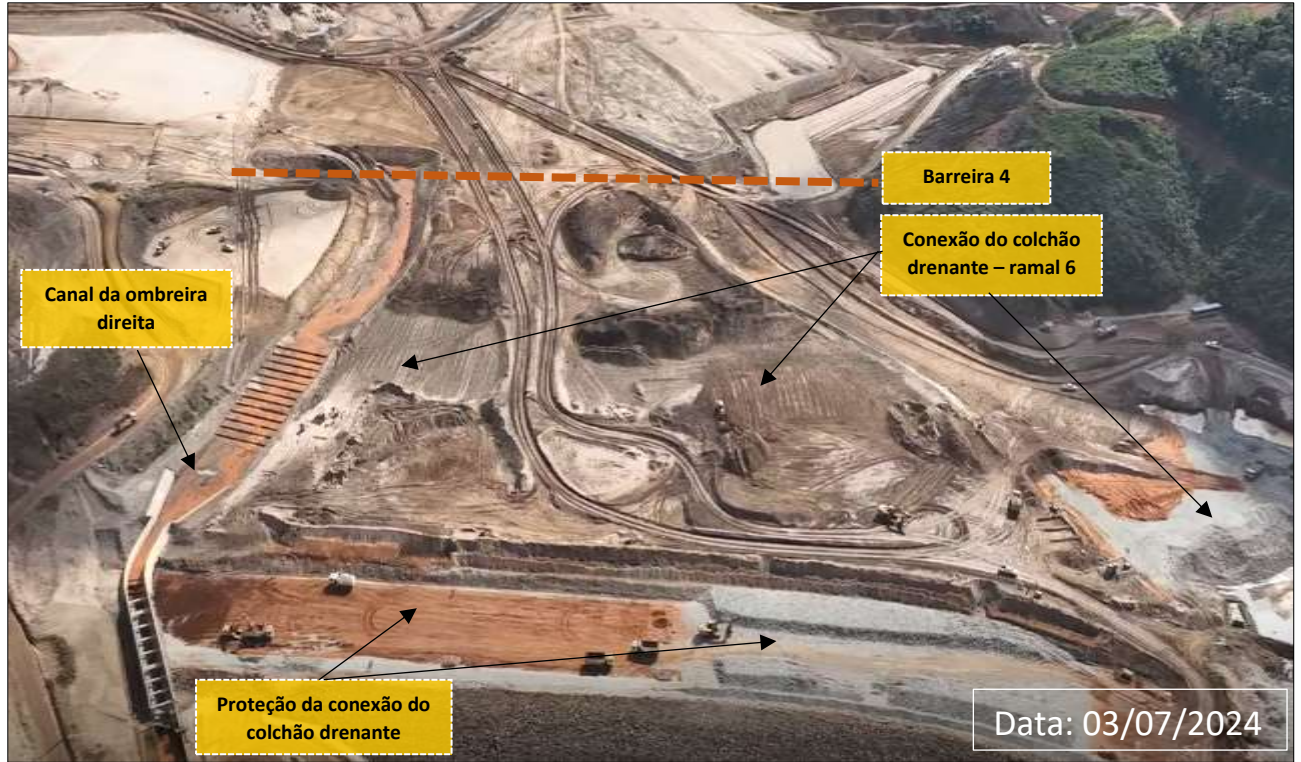 Barreira 4
Conexão do colchão
drenante – ramal 6
Canal da ombreira
direita
Proteção da conexão do
colchão drenante
Data: 03/07/2024